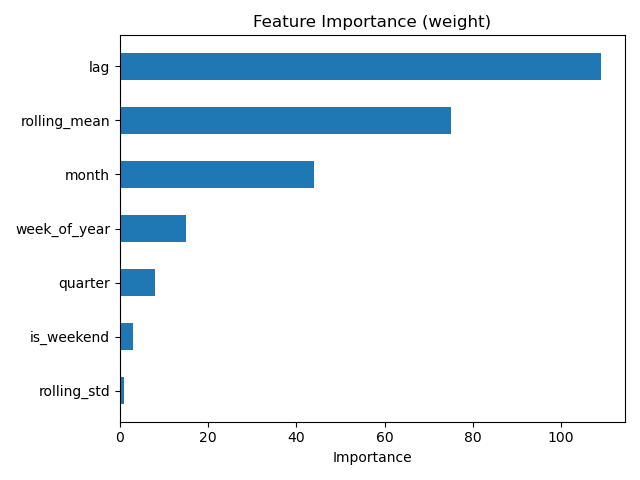 Feature Importance (weight)
lag
rolling_mean
month
week_of_year
quarter
is_weekend
rolling_std
0 20 40 60 80 100
Importance